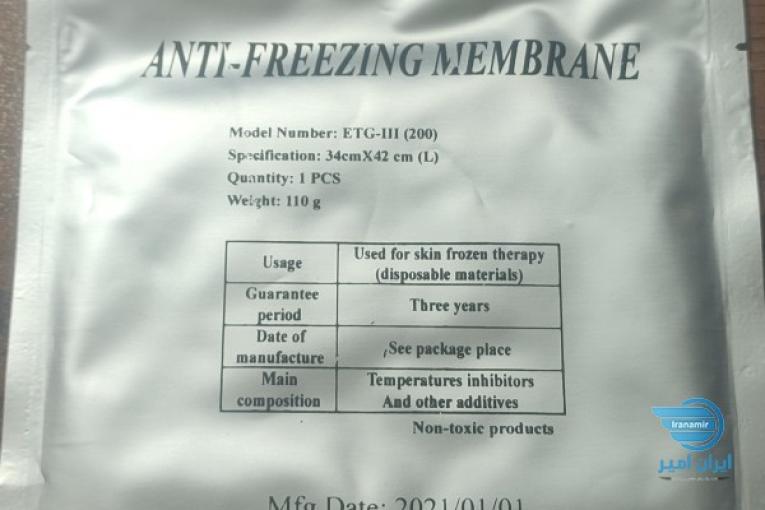 ANTI-FREEZING MEMBRANE
Model Number: ETG-III (200)
Specification: 34cmX42 cm (L)
Quantity: 1 PCS
Weight: 110 g
Usage
Used for skin frozen therapy
(disposable materials)
Guarantee
period
Three years
Date of
manufacture
See package place
Main
composition
Temperatures inhibitors
And other additives
Non-toxic products
Iranamir
ایران امیر
Mfg Date: 2021/01/01